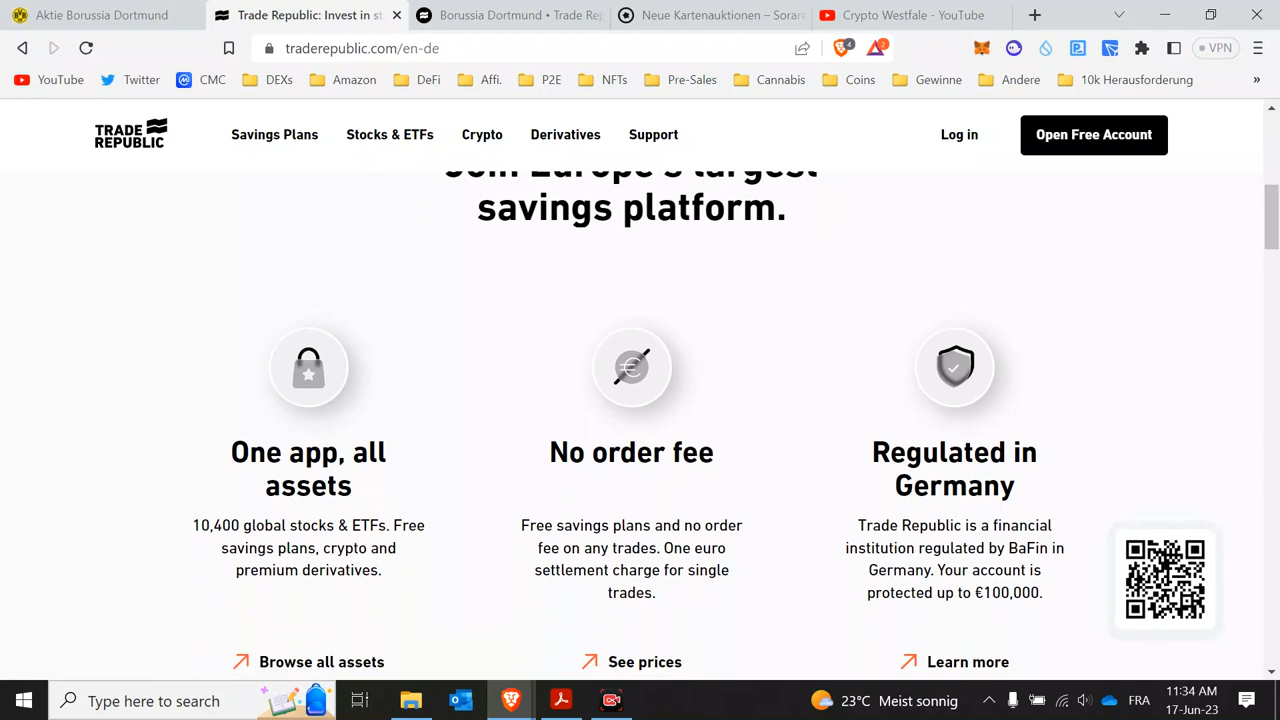 Aktie Borussia Dortmund
Trade Republic: Invest in st
Borussia Dortmund • Trade Rep
Neue Kartenauktionen – Sorare
Crypto Westfale - YouTube
traderepublic.com/en-de
4
2
VPN
YouTube
Twitter
CMC
DEXs
Amazon
DeFi
Affi.
P2E
NFTs
Pre-Sales
Cannabis
Coins
Gewinne
Andere
10k Herausforderung
»
TRADE
REPUBLIC
Savings Plans
Stocks & ETFs
Crypto
Derivatives
Support
Log in
Open Free Account
Join Europe's largest
savings platform.
One app, all
assets
10,400 global stocks & ETFs. Free
savings plans, crypto and
premium derivatives.
Browse all assets
No order fee
Free savings plans and no order
fee on any trades. One euro
settlement charge for single
trades.
See prices
Regulated in
Germany
Trade Republic is a financial
institution regulated by BaFin in
Germany. Your account is
protected up to €100,000.
Learn more
Type here to search
23°C Meist sonnig
FRA
11:34 AM
17-Jun-23